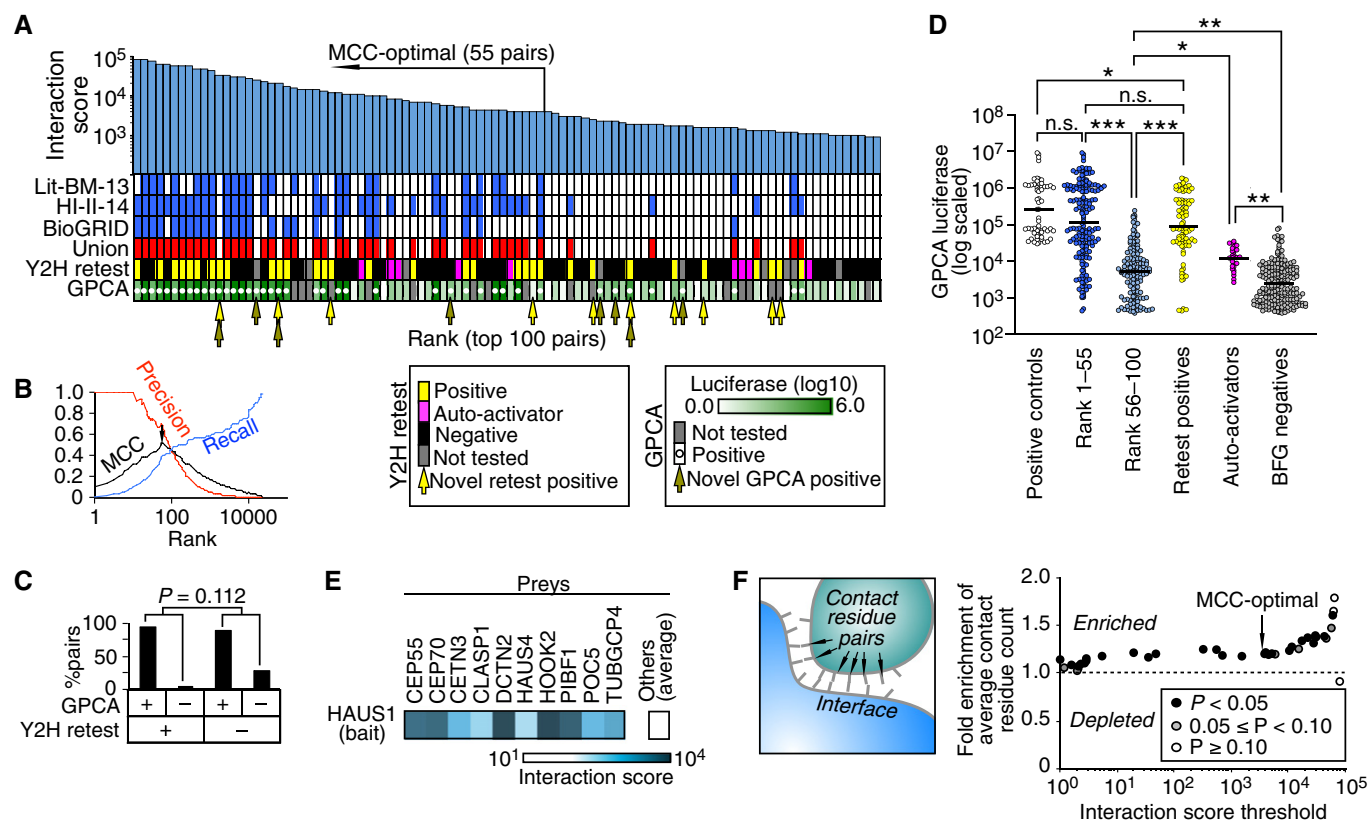 A
MCC-optimal (55 pairs)
Interaction
score
10^5
10^4
10^3
Lit-BM-13
HI-II-14
BioGRID
Union
Y2H retest
GPCA
Rank (top 100 pairs)
B
1.0
0.8
0.6
0.4
0.2
0
MCC
Precision
Recall
1
100
10000
Rank
Y2H retest
Positive
Auto-activator
Negative
Not tested
Novel retest positive
GPCA
Luciferase (log10)
0.0
6.0
Not tested
Positive
Novel GPCA positive
C
P = 0.112
%pairs
100
50
0
GPCA + − + −
Y2H retest + −
D
GPCA luciferase
(log scaled)
10^8
10^7
10^6
10^5
10^4
10^3
10^2
**
*
*
n.s.
n.s.
***
***
**
Positive controls
Rank 1–55
Rank 56–100
Retest positives
Auto-activators
BFG negatives
E
Preys
CEP55
CEP70
CETN3
CLASP1
DCTN2
HAUS4
HOOK2
PIBF1
POC5
TUBGCP4
Others
(average)
HAUS1
(bait)
10^1
10^4
Interaction score
F
Contact
residue
pairs
Interface
Fold enrichment of
average contact
residue count
2.0
1.5
1.0
0.5
0
Enriched
MCC-optimal
Depleted
P < 0.05
0.05 ≤ P < 0.10
P ≥ 0.10
10^0
10^1
10^2
10^3
10^4
10^5
Interaction score threshold